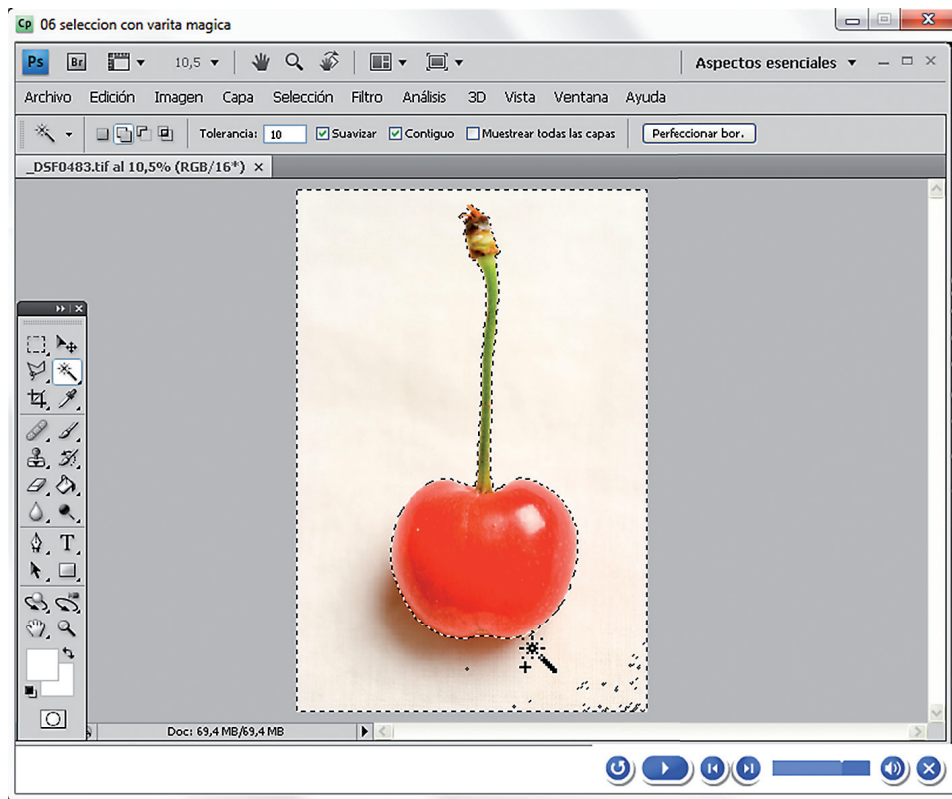 Cp 06 seleccion con varita magica
Ps Br 10,5 Aspectos esenciales
Archivo Edición Imagen Capa Selección Filtro Análisis 3D Vista Ventana Ayuda
Tolerancia: 10 Suavizar Contiguo Muestrear todas las capas Perfeccionar bor.
_DSF0483.tif al 10,5% (RGB/16*) ×
T
Doc: 69,4 MB/69,4 MB